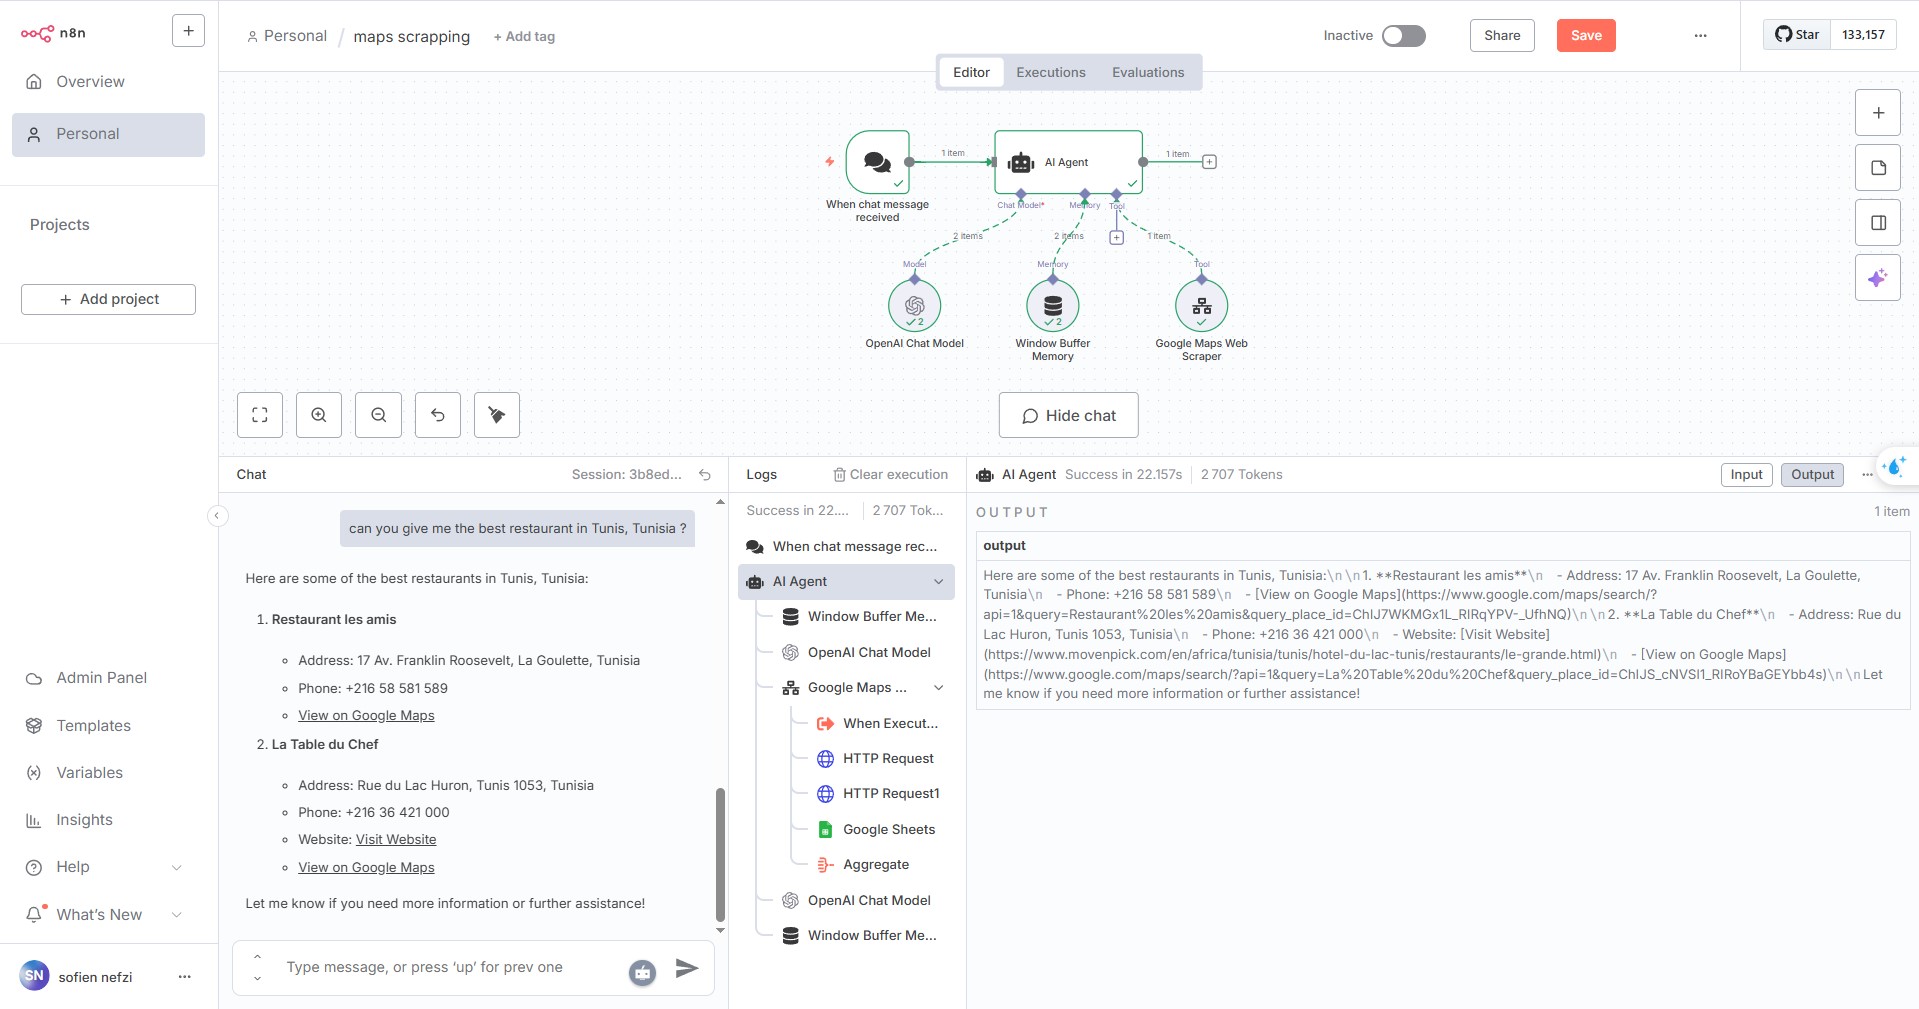 n8n
+
Overview
Personal
Projects
+ Add project
Admin Panel
Templates
Variables
Insights
Help
What's New
SN
sofien nefzi
...
Personal / maps scrapping + Add tag
Inactive
Share
Save
...
Star 133,157
Editor Executions Evaluations
1 item
AI Agent
1 item
When chat message
received
Chat Model*
Memory
Tool
2 items
2 items
1 item
Model
Memory
Tool
2
2
OpenAI Chat Model
Window Buffer
Memory
Google Maps Web
Scraper
Hide chat
Chat
Session: 3b8ed...
can you give me the best restaurant in Tunis, Tunisia ?
Here are some of the best restaurants in Tunis, Tunisia:
1. Restaurant les amis
Address: 17 Av. Franklin Roosevelt, La Goulette, Tunisia
Phone: +216 58 581 589
View on Google Maps
2. La Table du Chef
Address: Rue du Lac Huron, Tunis 1053, Tunisia
Phone: +216 36 421 000
Website: Visit Website
View on Google Maps
Let me know if you need more information or further assistance!
Type message, or press ‘up’ for prev one
Logs
Clear execution
Success in 22.... 2 707 Tok...
When chat message rec...
AI Agent
Window Buffer Me...
OpenAI Chat Model
Google Maps ...
When Execut...
HTTP Request
HTTP Request1
Google Sheets
Aggregate
OpenAI Chat Model
Window Buffer Me...
AI Agent Success in 22.157s 2 707 Tokens
Input Output ...
OUTPUT
1 item
output
Here are some of the best restaurants in Tunis, Tunisia:\n\n1. **Restaurant les amis**\n - Address: 17 Av. Franklin Roosevelt, La Goulette,
Tunisia\n - Phone: +216 58 581 589\n - [View on Google Maps](https://www.google.com/maps/search/?
api=1&query=Restaurant%20les%20amis&query_place_id=ChIJ7WKMGx1L_RIRqYPV-_UfhNQ)\n\n2. **La Table du Chef**\n - Address: Rue du
Lac Huron, Tunis 1053, Tunisia\n - Phone: +216 36 421 000\n - Website: [Visit Website]
(https://www.movenpick.com/en/africa/tunisia/tunis/hotel-du-lac-tunis/restaurants/le-grande.html)\n - [View on Google Maps]
(https://www.google.com/maps/search/?api=1&query=La%20Table%20du%20Chef&query_place_id=ChIJS_cNVSI1_RIRoYBaGEYbb4s)\n\nLet
me know if you need more information or further assistance!